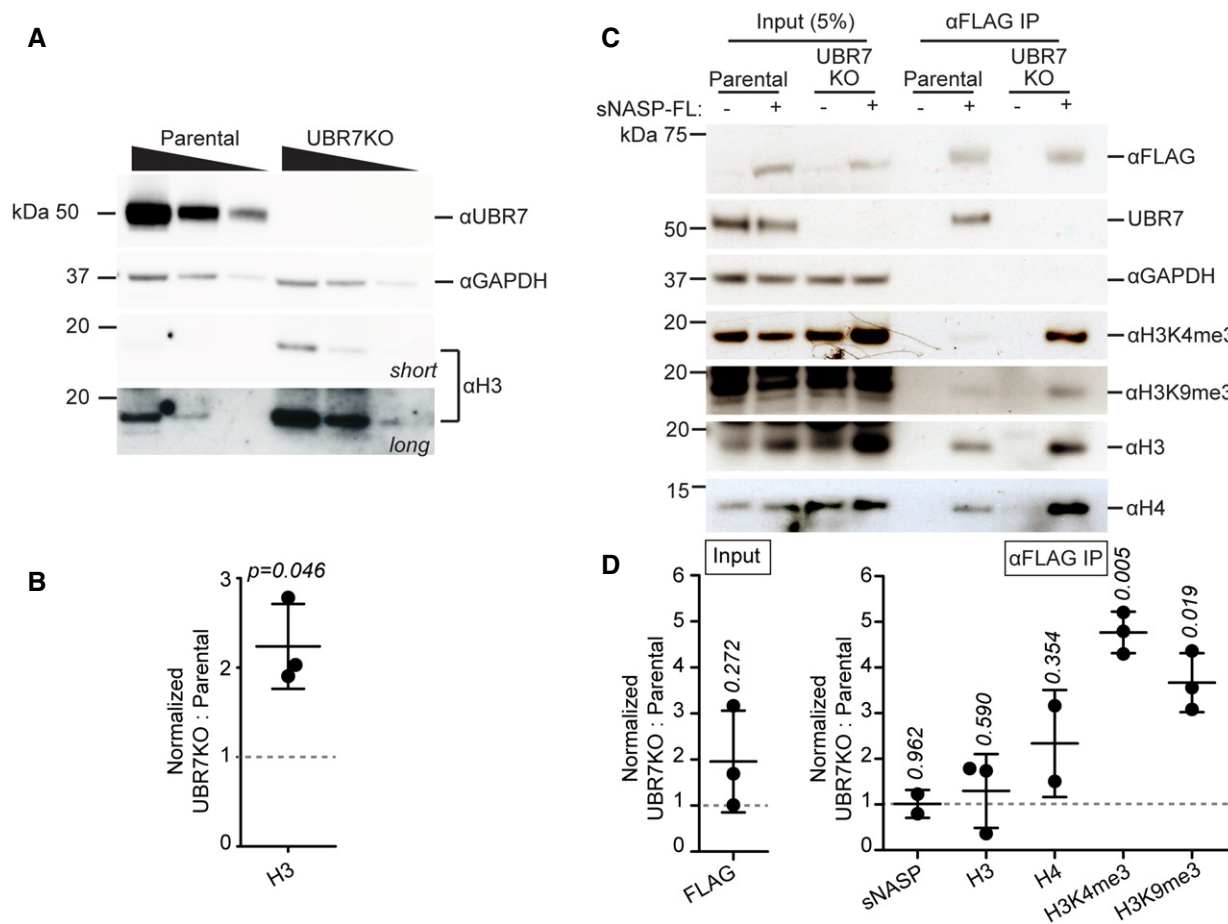 A
Parental
UBR7KO
kDa 50
αUBR7
37
αGAPDH
20
short
αH3
20
long
B
p=0.046
3
2
1
0
Normalized
UBR7KO : Parental
H3
C
Input (5%)
αFLAG IP
Parental
UBR7
KO
Parental
UBR7
KO
sNASP-FL:
- + - + - + - +
kDa 75
αFLAG
50
UBR7
37
αGAPDH
20
αH3K4me3
20
αH3K9me3
20
αH3
15
αH4
D
Input
6
5
4
3
2
1
0
Normalized
UBR7KO : Parental
0.272
FLAG
αFLAG IP
6
5
4
3
2
1
0
Normalized
UBR7KO : Parental
0.962
0.590
0.354
0.005
0.019
sNASP
H3
H4
H3K4me3
H3K9me3